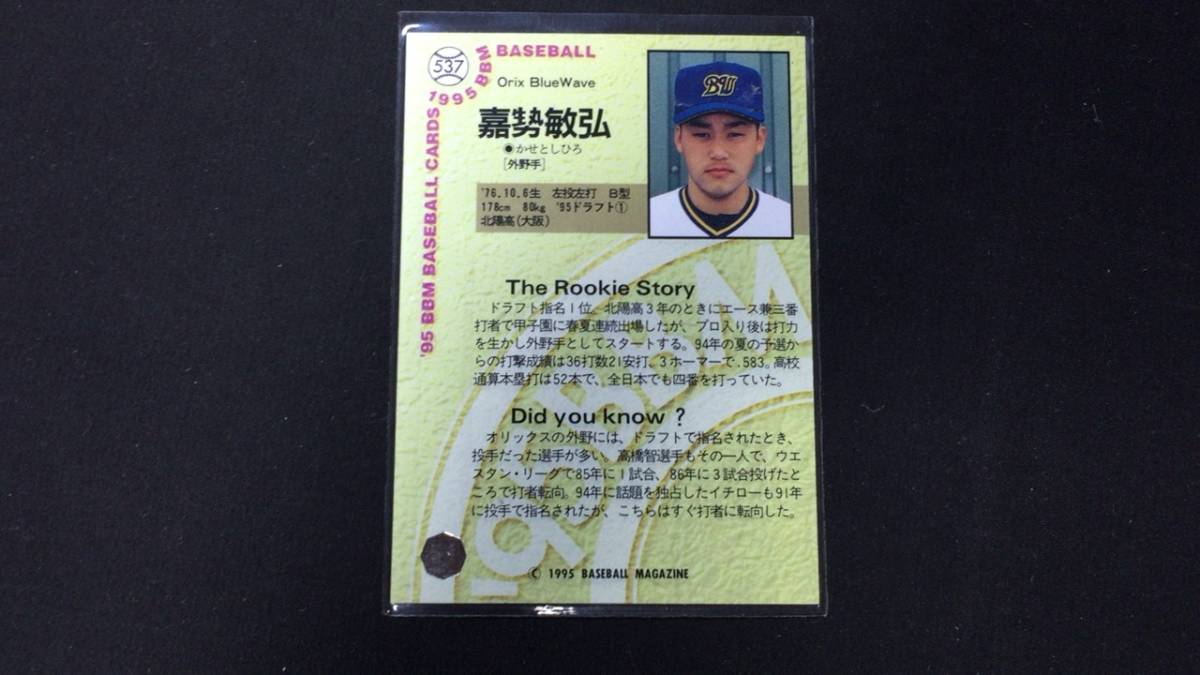 537
1995 BBM BASEBALL
'95 BBM BASEBALL CARDS
Orix BlueWave
嘉勢敏弘
●かせとしひろ
[外野手]
'76.10.6生 左投左打 B型
178cm 80kg '95ドラフト①
北陽高(大阪)
BW
The Rookie Story
ドラフト指名1位。北陽高3年のときにエース兼三番
打者で甲子園に春夏連続出場したが、プロ入り後は打力
を生かし外野手としてスタートする。94年の夏の予選か
らの打撃成績は36打数21安打、3ホーマーで.583。高校
通算本塁打は52本で、全日本でも四番を打っていた。
Did you know ?
オリックスの外野には、ドラフトで指名されたとき、
投手だった選手が多い。高橋智選手もその一人で、ウエ
スタン・リーグで85年に1試合、86年に3試合投げたと
ころで打者転向。94年に話題を独占したイチローも91年
に投手で指名されたが、こちらはすぐ打者に転向した。
'95 BBM
© 1995 BASEBALL MAGAZINE